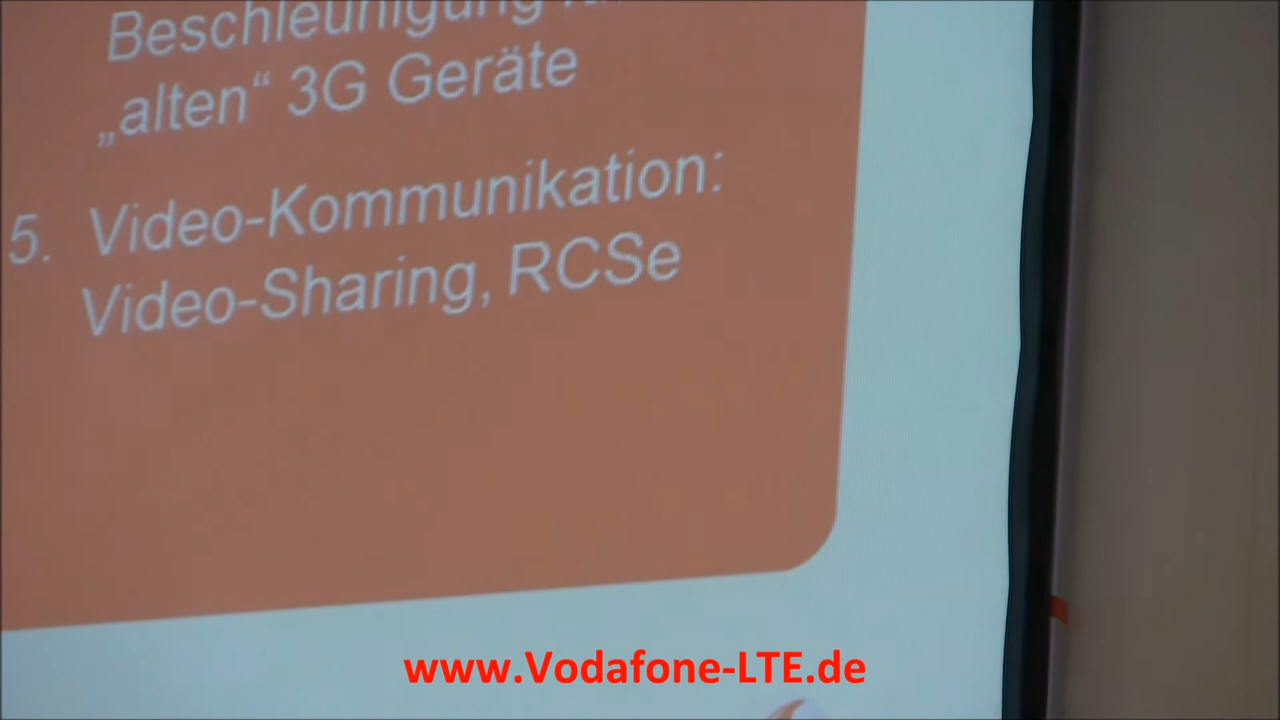 Beschleunigung
„alten“ 3G Geräte
5. Video-Kommunikation:
Video-Sharing, RCSe
www.Vodafone-LTE.de